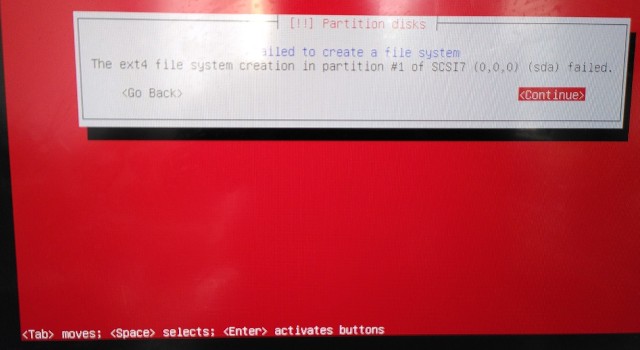 [!!] Partition disks
ailed to create a file system
The ext4 file system creation in partition #1 of SCSI7 (0,0,0) (sda) failed.
<Go Back> <Continue>
<Tab> moves; <Space> selects; <Enter> activates buttons